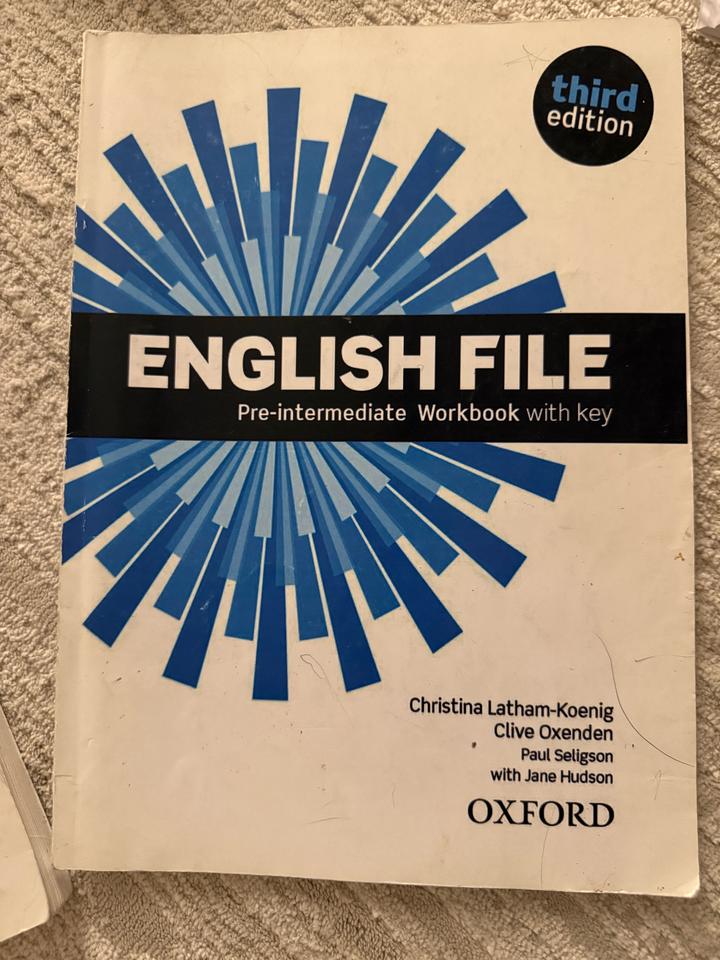 third
edition
ENGLISH FILE
Pre-intermediate Workbook with key
Christina Latham-Koenig
Clive Oxenden
Paul Seligson
with Jane Hudson
OXFORD